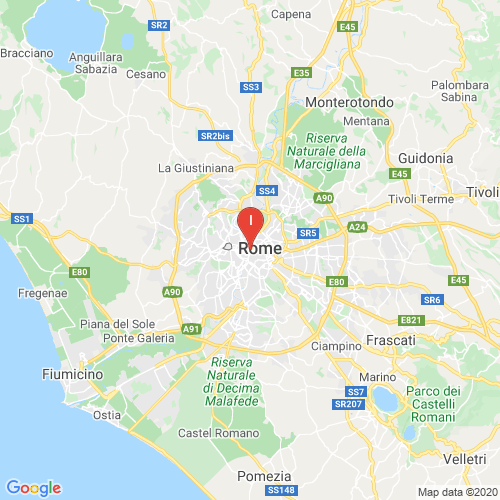 Capena
SR2
E45
Bracciano
Anguillara
Sabazia
Cesano
E35
SS3
Palombara
Sabina
Monterotondo
Mentana
SR2bis
Riserva
Naturale della
Marcigliana
Guidonia
La Giustiniana
E45
SS4
A90
Tivoli Terme
Tivoli
I
SS1
SR5
A24
Rome
E80
E80
E45
Fregenae
A90
SR6
Piana del Sole
A91
E821
Ponte Galeria
Ciampino
Frascati
Fiumicino
Riserva
Naturale
di Decima
Malafede
Marino
SS7
Parco dei
Castelli
Romani
SR207
Ostia
Castel Romano
Velletri
Pomezia
SS148
Google
Map data ©2020